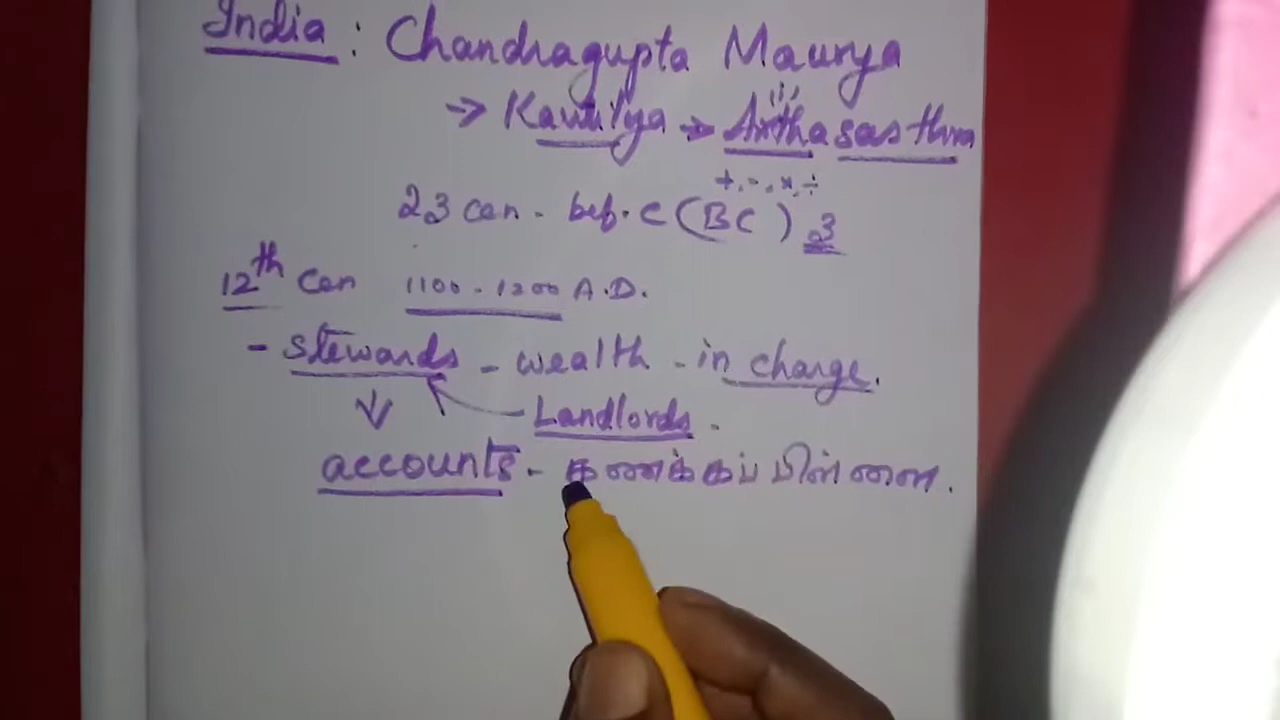 India : Chandragupta Maurya
→ Kautilya → Arthasasthra
+, -, ×, ÷
23 cen - bef. C (BC) 23
12th Cen 1100 - 1200 A.D.
- Stewards - wealth - in charge.
Landlords.
accounts - கணக்கப் பிள்ளை.